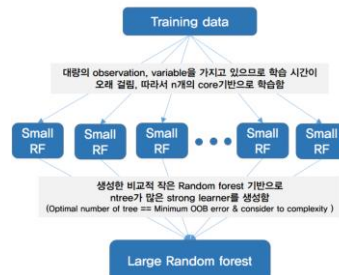 Training data
대량의 observation, variable을 가지고 있으므로 학습 시간이
오래 걸림, 따라서 n개의 core기반으로 학습함
Small RF
Small RF
Small RF
Small RF
Small RF
생성한 비교적 작은 Random forest 기반으로
ntree가 많은 strong learner를 생성함
(Optimal number of tree == Minimum OOB error & consider to complexity )
Large Random forest